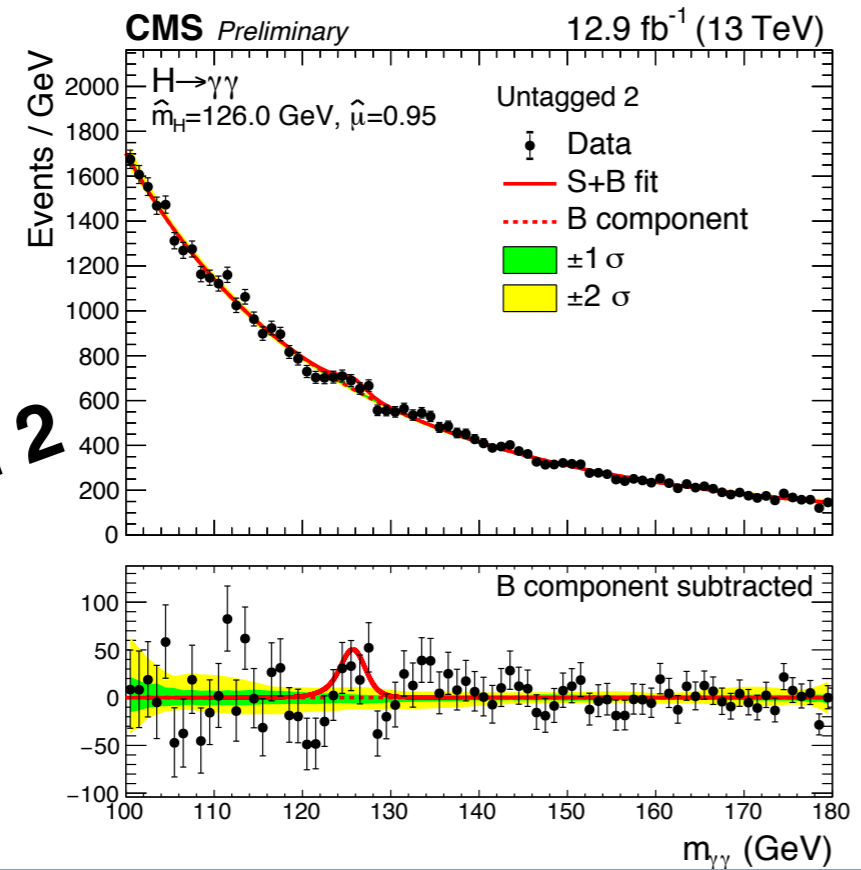 CMS Preliminary 12.9 fb⁻¹ (13 TeV)
Events / GeV
2000
1800
1600
1400
1200
1000
800
600
400
200
0
H→γγ
m̂_H=126.0 GeV, μ̂=0.95
Untagged 2
Data
S+B fit
B component
±1 σ
±2 σ
2
B component subtracted
100
50
0
−50
−100
100 110 120 130 140 150 160 170 180
m_γγ (GeV)